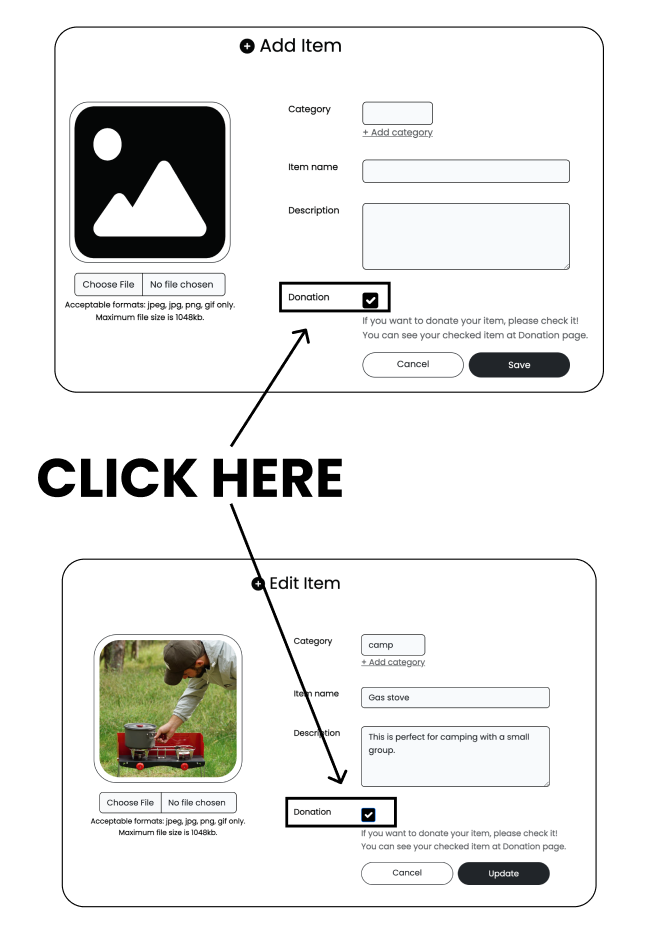 Add Item
Category
+ Add category
Item name
Description
Choose File No file chosen
Acceptable formats: jpeg, jpg, png, gif only.
Maximum file size is 1048kb.
Donation
If you want to donate your item, please check it!
You can see your checked item at Donation page.
Cancel Save
CLICK HERE
Edit Item
Category camp
+ Add category
Item name Gas stove
Description This is perfect for camping with a small
group.
Choose File No file chosen
Acceptable formats: jpeg, jpg, png, gif only.
Maximum file size is 1048kb.
Donation
If you want to donate your item, please check it!
You can see your checked item at Donation page.
Cancel Update